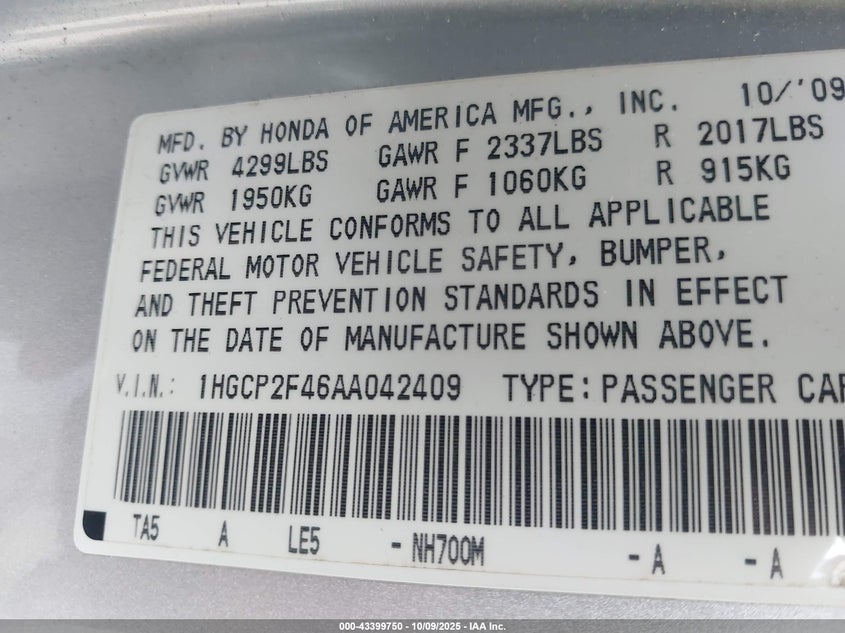 MFD. BY HONDA OF AMERICA MFG., INC. 10/'09
GVWR 4299LBS GAWR F 2337LBS R 2017LBS
GVWR 1950KG GAWR F 1060KG R 915KG
THIS VEHICLE CONFORMS TO ALL APPLICABLE
FEDERAL MOTOR VEHICLE SAFETY, BUMPER,
AND THEFT PREVENTION STANDARDS IN EFFECT
ON THE DATE OF MANUFACTURE SHOWN ABOVE.
V.I.N.: 1HGCP2F46AA042409 TYPE: PASSENGER CAR
TA5 A LE5 - NH700M - A - A
000-43399750 - 10/09/2025 - IAA Inc.